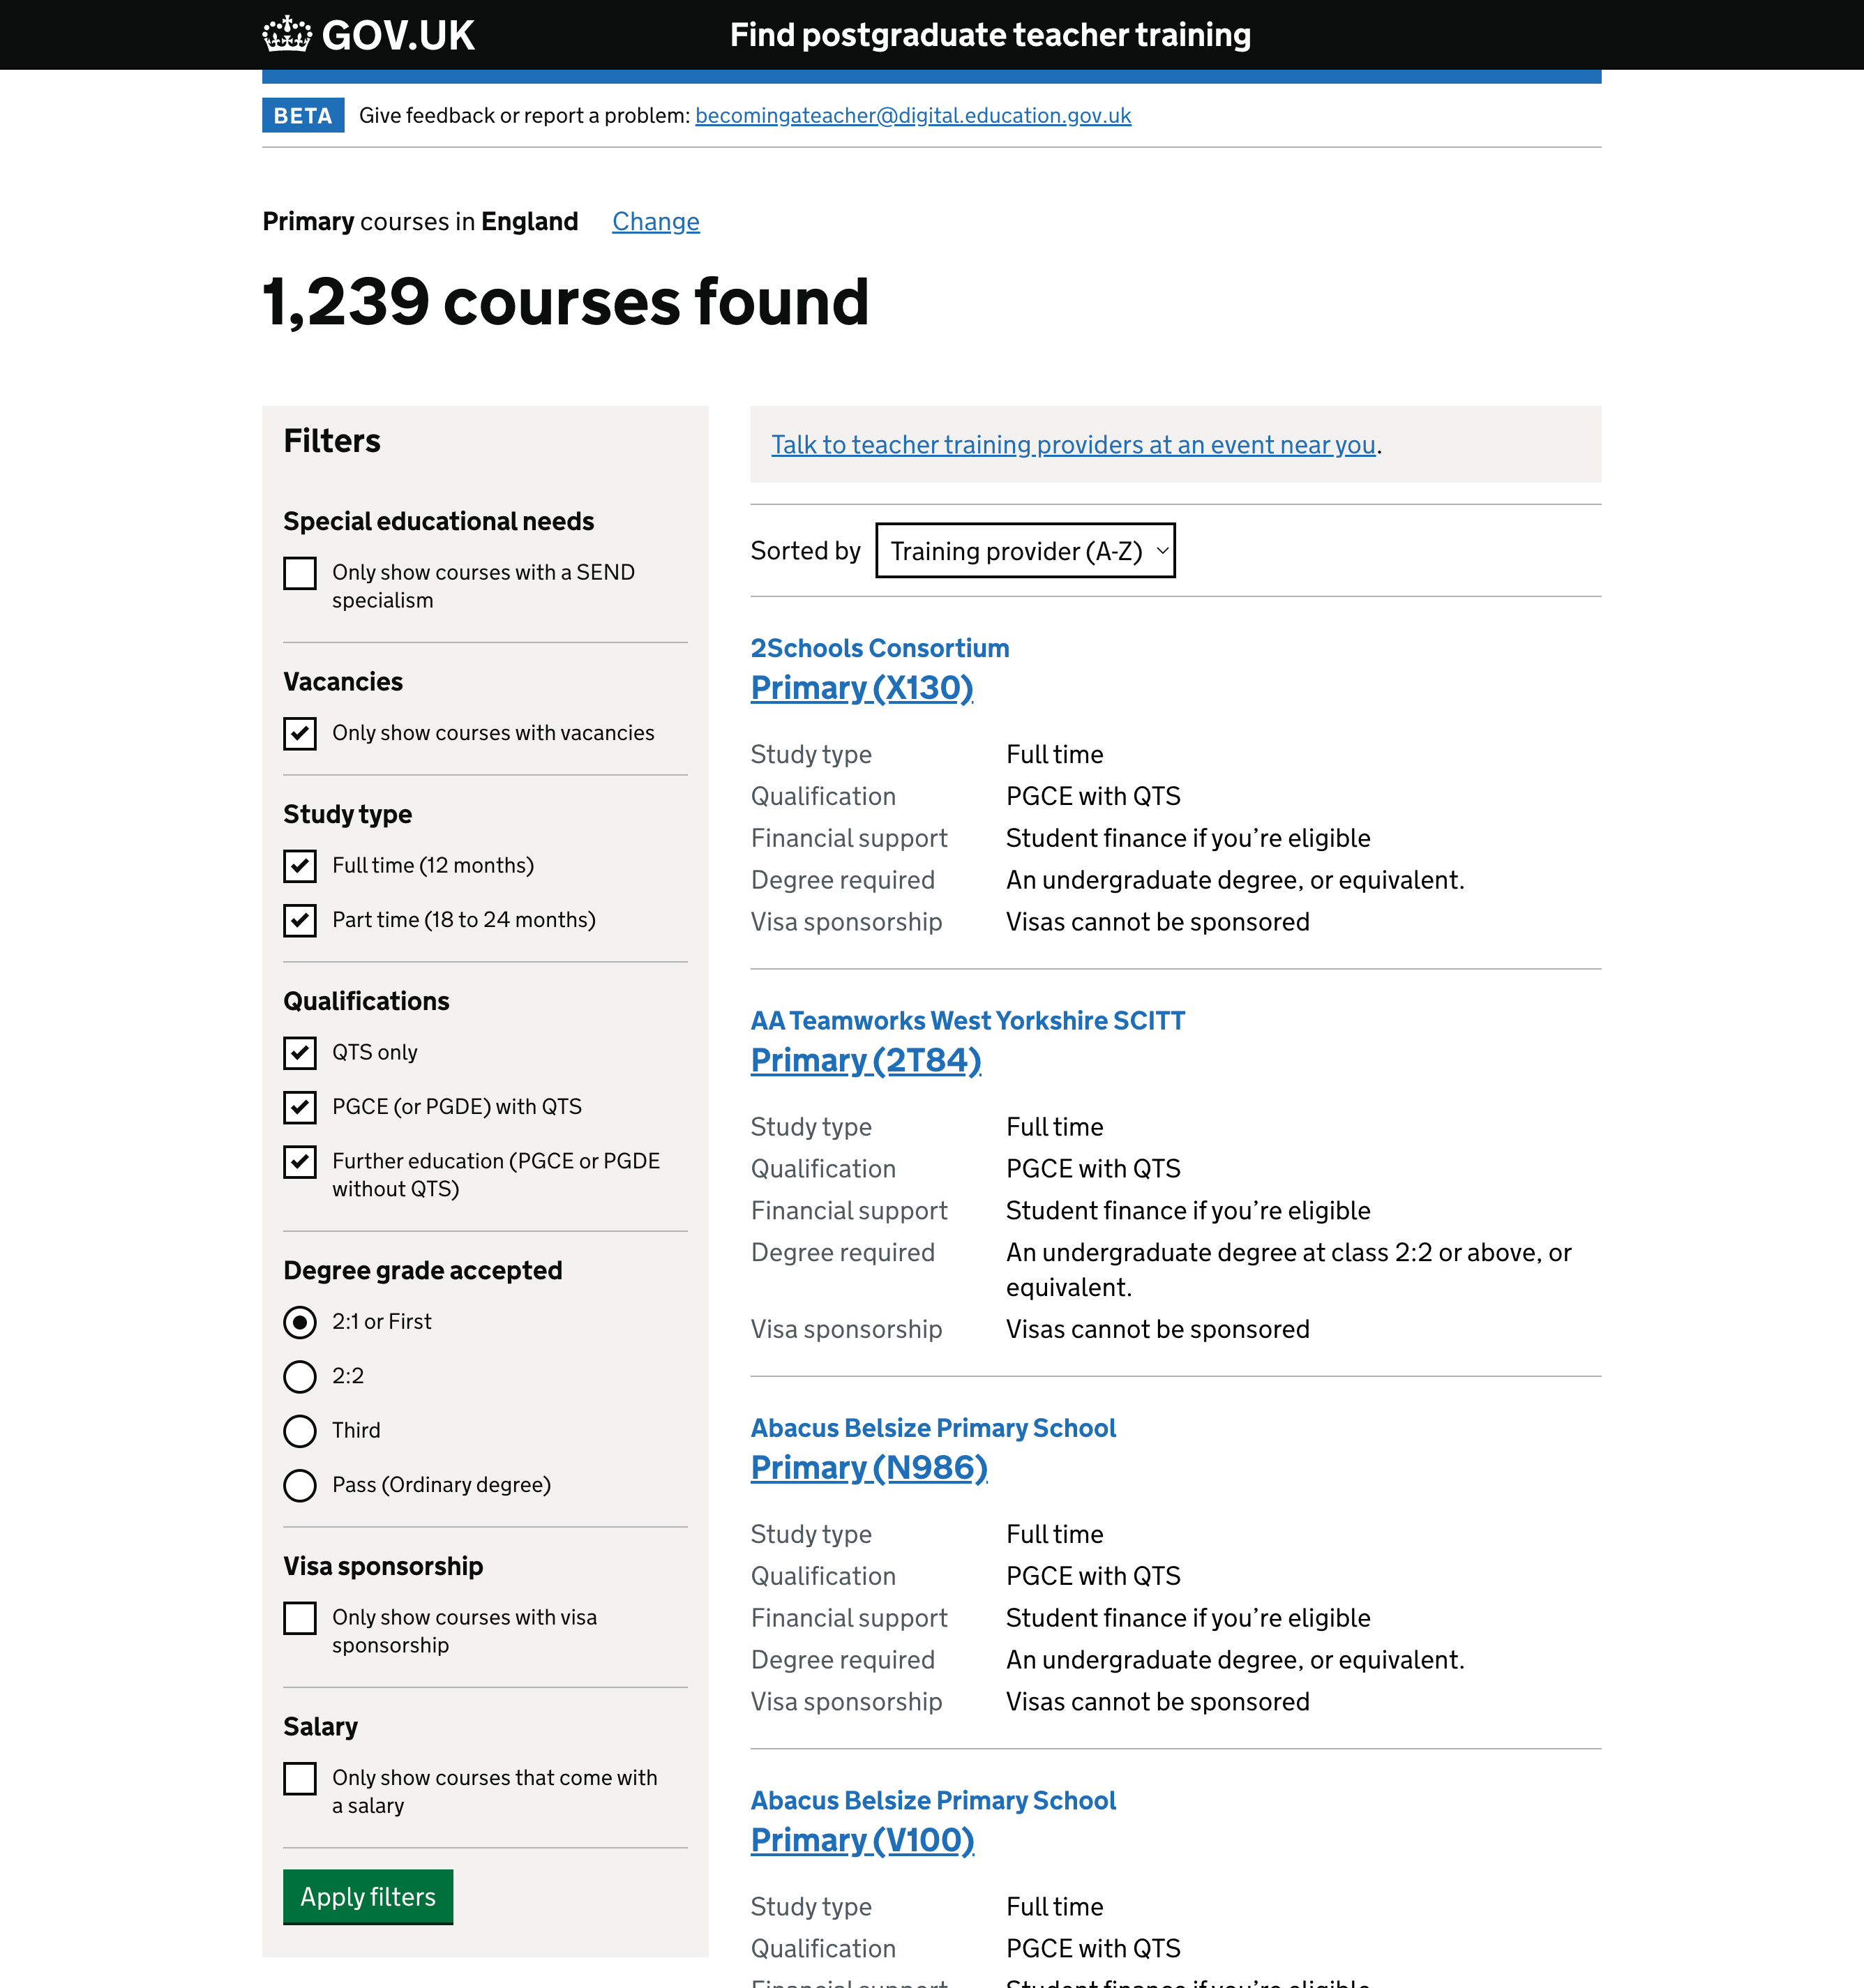 GOV.UK
Find postgraduate teacher training
BETA
Give feedback or report a problem: becomingateacher@digital.education.gov.uk
Primary courses in England Change
1,239 courses found
Filters
Special educational needs
Only show courses with a SEND
specialism
Vacancies
Only show courses with vacancies
Study type
Full time (12 months)
Part time (18 to 24 months)
Qualifications
QTS only
PGCE (or PGDE) with QTS
Further education (PGCE or PGDE
without QTS)
Degree grade accepted
2:1 or First
2:2
Third
Pass (Ordinary degree)
Visa sponsorship
Only show courses with visa
sponsorship
Salary
Only show courses that come with
a salary
Apply filters
Talk to teacher training providers at an event near you.
Sorted by Training provider (A-Z)
2Schools Consortium
Primary (X130)
Study type Full time
Qualification PGCE with QTS
Financial support Student finance if you’re eligible
Degree required An undergraduate degree, or equivalent.
Visa sponsorship Visas cannot be sponsored
AA Teamworks West Yorkshire SCITT
Primary (2T84)
Study type Full time
Qualification PGCE with QTS
Financial support Student finance if you’re eligible
Degree required An undergraduate degree at class 2:2 or above, or
equivalent.
Visa sponsorship Visas cannot be sponsored
Abacus Belsize Primary School
Primary (N986)
Study type Full time
Qualification PGCE with QTS
Financial support Student finance if you’re eligible
Degree required An undergraduate degree, or equivalent.
Visa sponsorship Visas cannot be sponsored
Abacus Belsize Primary School
Primary (V100)
Study type Full time
Qualification PGCE with QTS
Financial support Student finance if you’re eligible